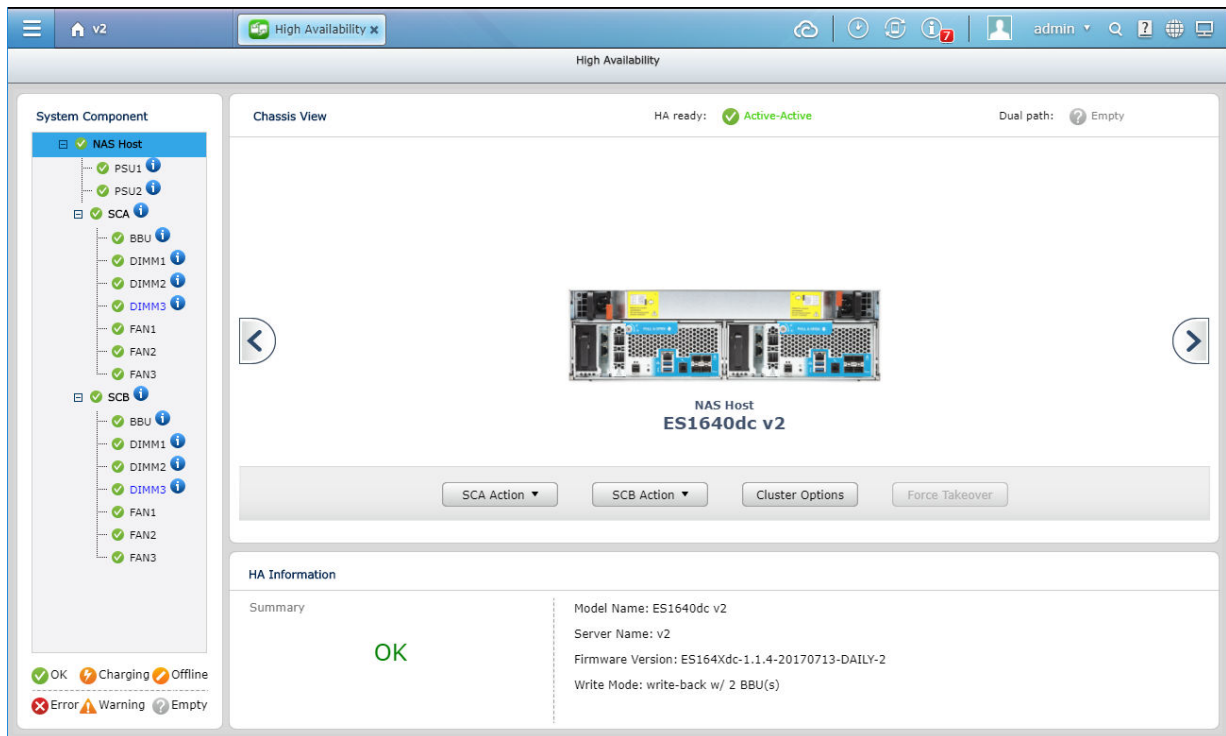 v2
High Availability
7
admin
High Availability
System Component
NAS Host
PSU1
PSU2
SCA
BBU
DIMM1
DIMM2
DIMM3
FAN1
FAN2
FAN3
SCB
BBU
DIMM1
DIMM2
DIMM3
FAN1
FAN2
FAN3
OK Charging Offline
Error Warning Empty
Chassis View HA ready: Active-Active Dual path: Empty
NAS Host
ES1640dc v2
SCA Action SCB Action Cluster Options Force Takeover
HA Information
Summary
OK
Model Name: ES1640dc v2
Server Name: v2
Firmware Version: ES164Xdc-1.1.4-20170713-DAILY-2
Write Mode: write-back w/ 2 BBU(s)